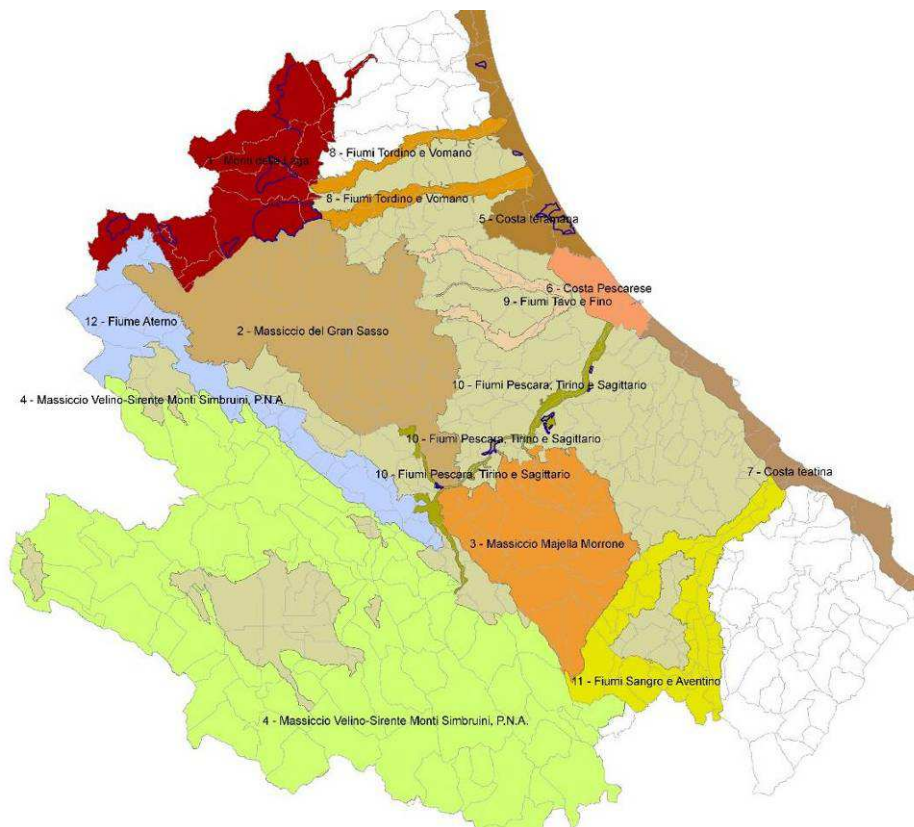 1 - Monti della Laga
8 - Fiumi Tordino e Vomano
8 - Fiumi Tordino e Vomano
5 - Costa teramana
6 - Costa Pescarese
9 - Fiumi Tavo e Fino
12 - Fiume Aterno
2 - Massiccio del Gran Sasso
10 - Fiumi Pescara, Tirino e Sagittario
4 - Massiccio Velino-Sirente Monti Simbruini, P.N.A.
10 - Fiumi Pescara, Tirino e Sagittario
10 - Fiumi Pescara, Tirino e Sagittario
7 - Costa teatina
3 - Massiccio Majella Morrone
11 - Fiumi Sangro e Aventino
4 - Massiccio Velino-Sirente Monti Simbruini, P.N.A.